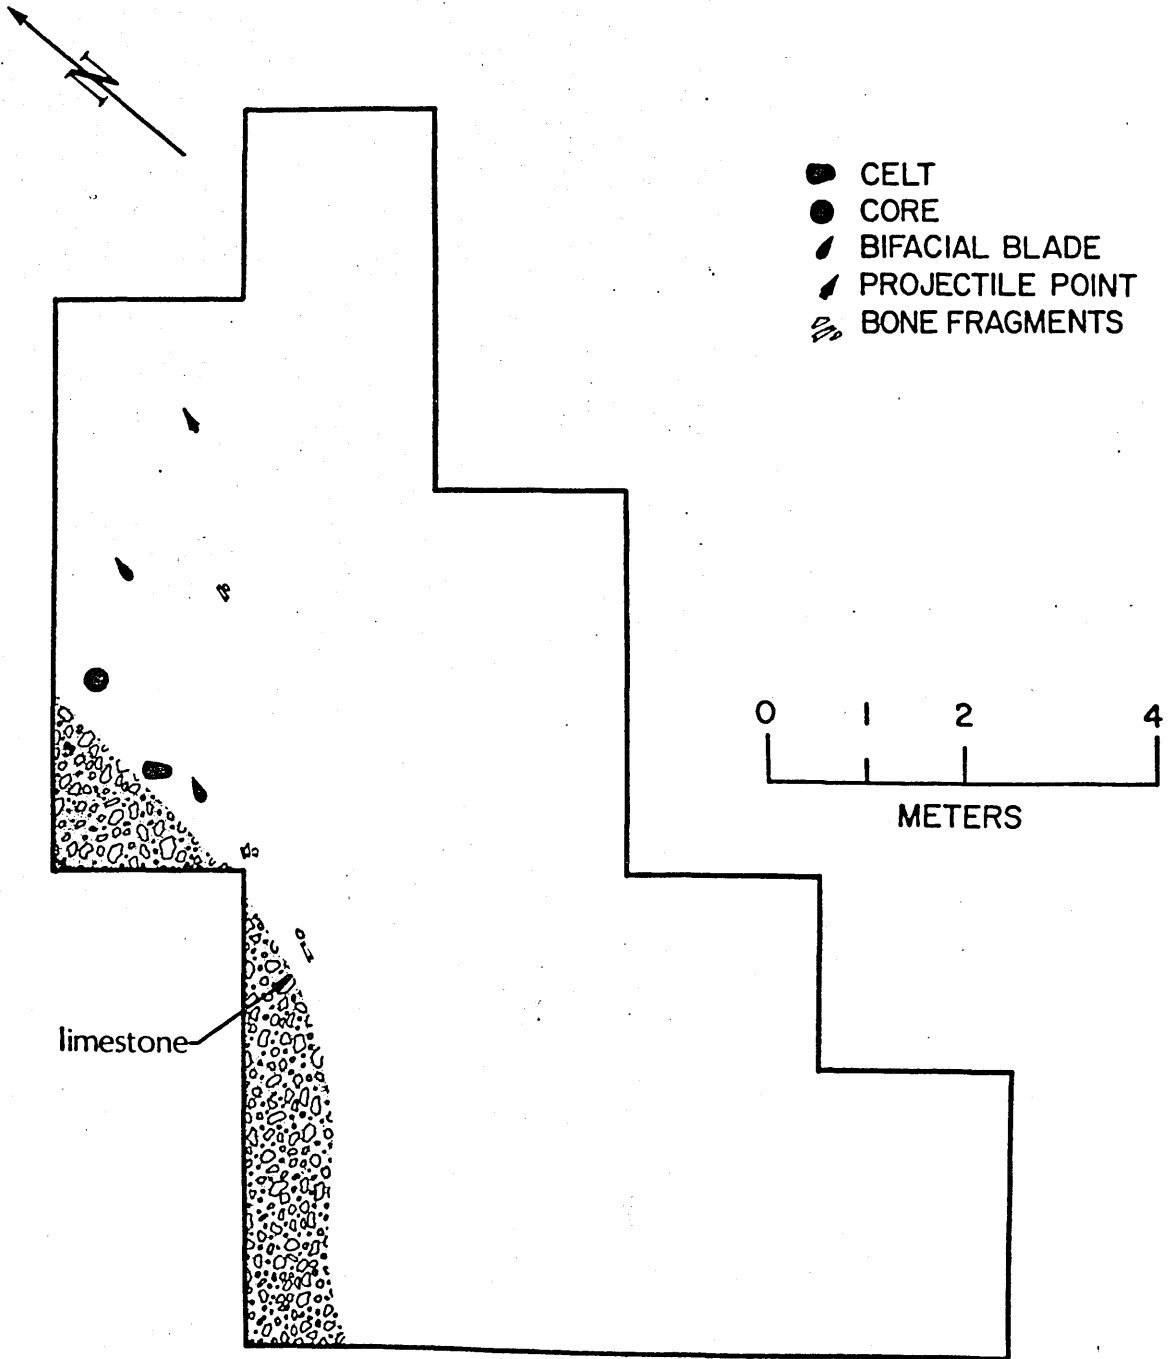 N
CELT
CORE
BIFACIAL BLADE
PROJECTILE POINT
BONE FRAGMENTS
0 1 2 4
METERS
limestone